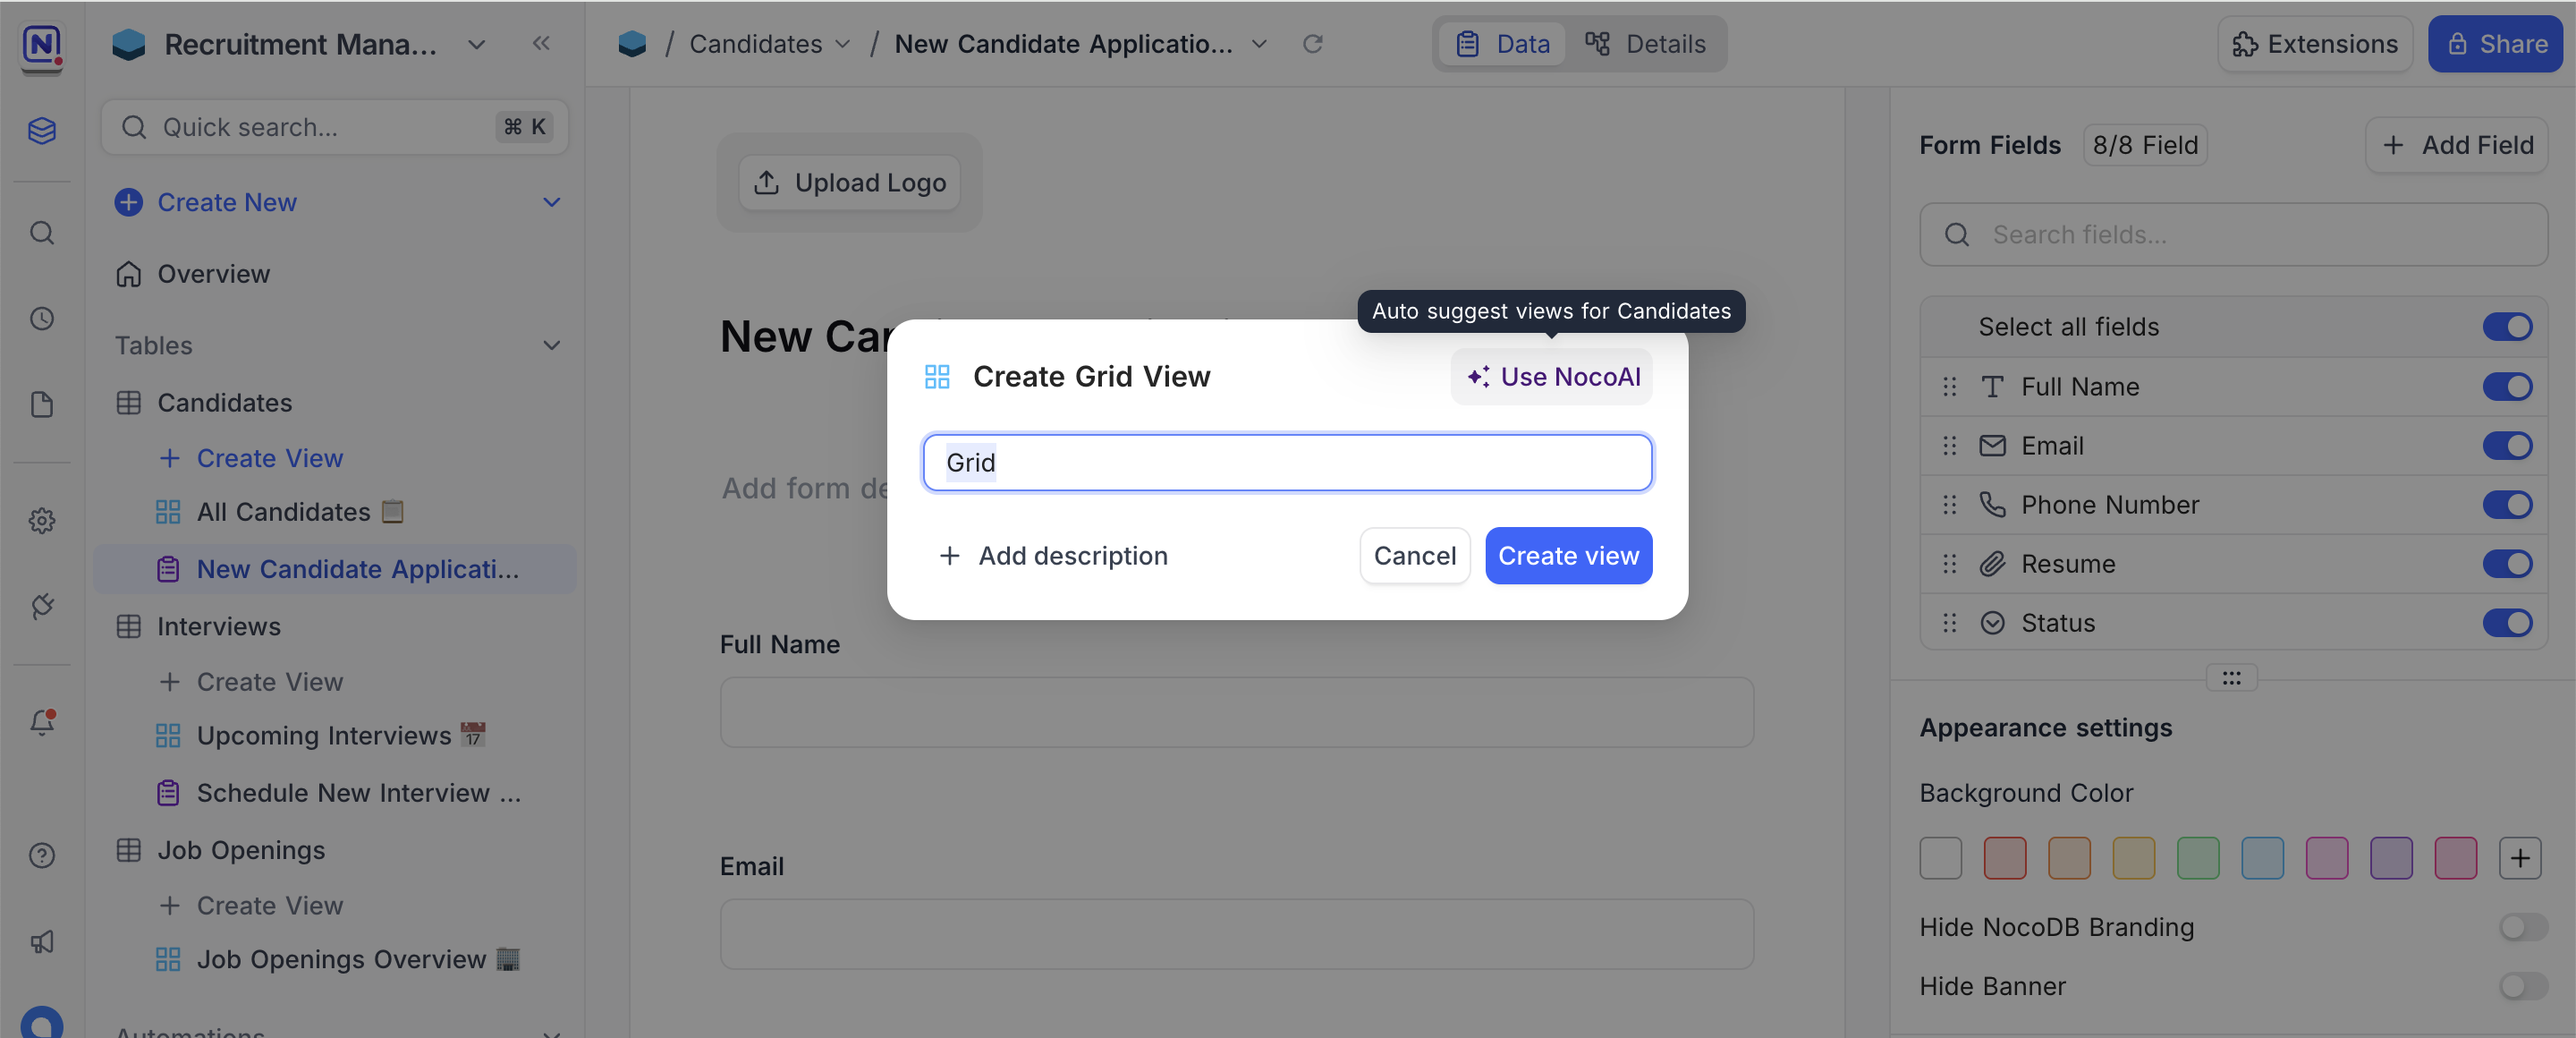 Recruitment Mana...
Quick search...
⌘ K
Create New
Overview
Tables
Candidates
Create View
All Candidates
New Candidate Applicati...
Interviews
Create View
Upcoming Interviews
17
Schedule New Interview ...
Job Openings
Create View
Job Openings Overview
Automations
/ Candidates / New Candidate Applicatio...
Data
Details
Extensions
Share
Upload Logo
New Can
Add form de
Auto suggest views for Candidates
Create Grid View
Use NocoAI
Grid
Add description
Cancel
Create view
Full Name
Email
Form Fields
8/8 Field
Add Field
Search fields...
Select all fields
Full Name
Email
Phone Number
Resume
Status
Appearance settings
Background Color
Hide NocoDB Branding
Hide Banner